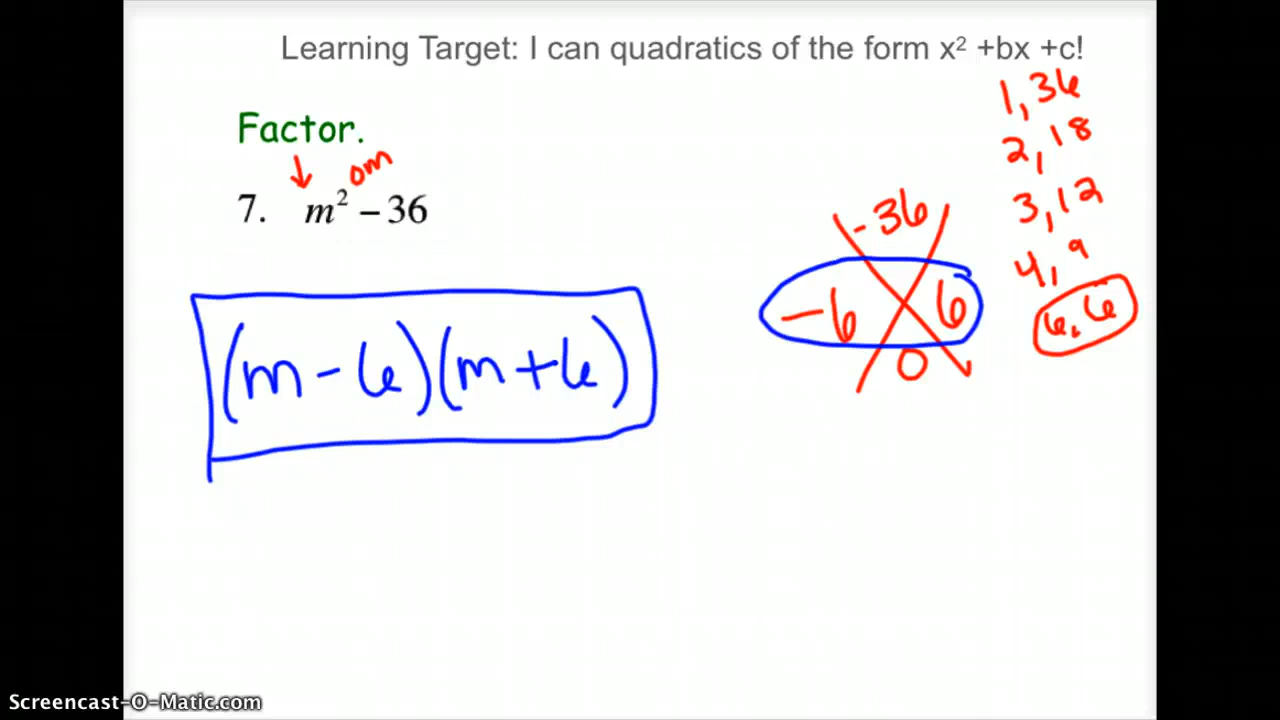 Learning Target: I can quadratics of the form x² +bx +c!
Factor.
↓ 0m
7. m² – 36
(m - 6)(m + 6)
-36
-6 6
0
1, 36
2, 18
3, 12
4, 9
6, 6
Screencast-O-Matic.com